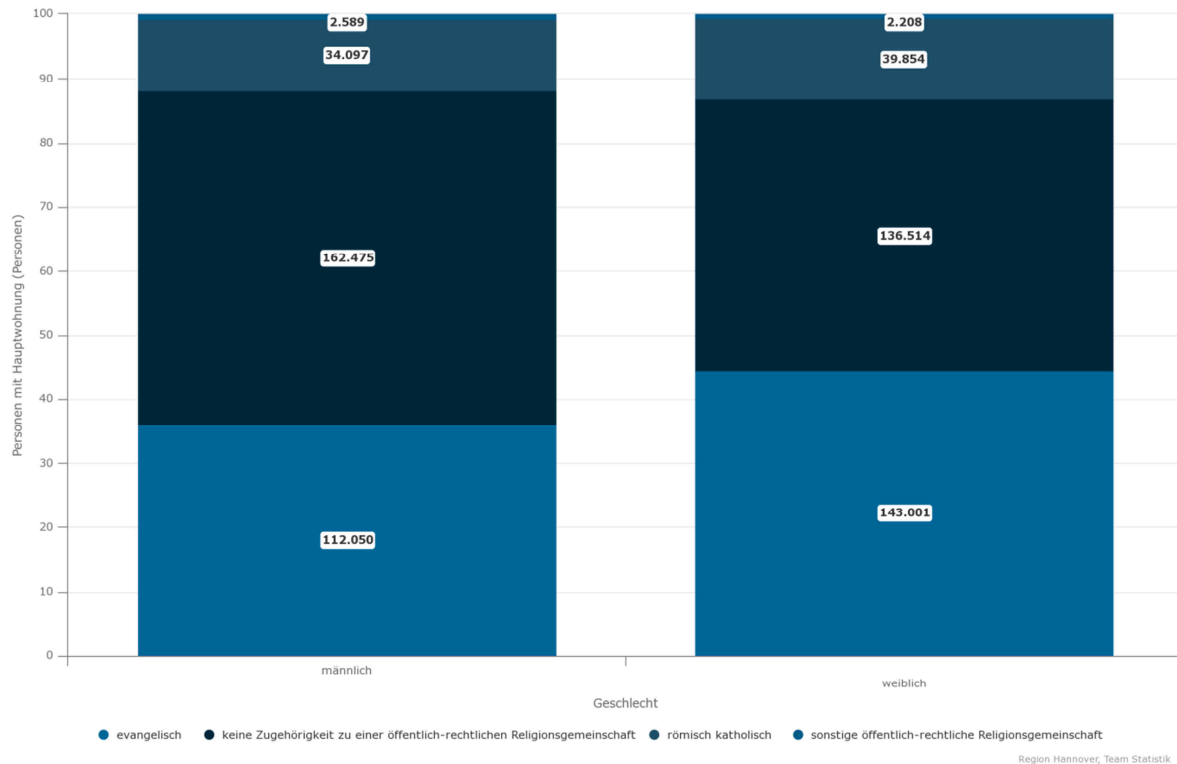 100
90
80
70
60
50
40
30
20
10
0
Personen mit Hauptwohnung (Personen)
2.589
34.097
162.475
112.050
2.208
39.854
136.514
143.001
männlich
weiblich
Geschlecht
evangelisch
keine Zugehörigkeit zu einer öffentlich-rechtlichen Religionsgemeinschaft
römisch katholisch
sonstige öffentlich-rechtliche Religionsgemeinschaft
Region Hannover, Team Statistik